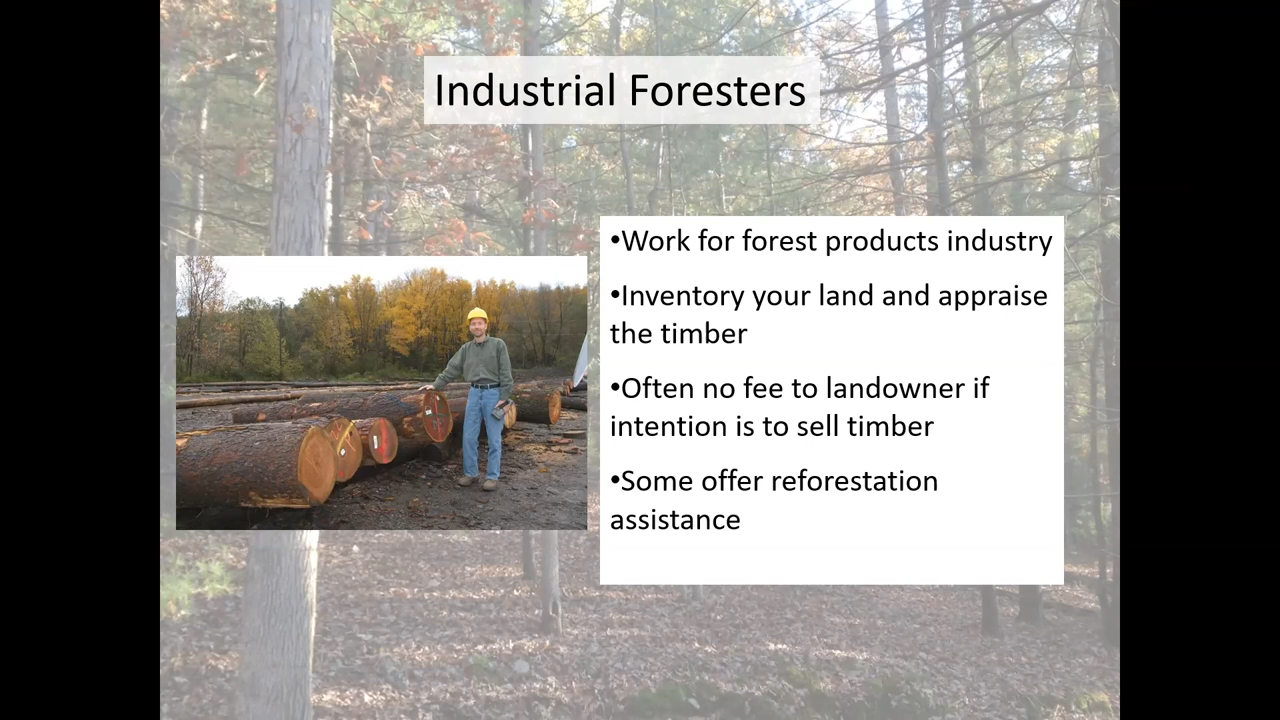 Industrial Foresters
•Work for forest products industry
•Inventory your land and appraise
the timber
•Often no fee to landowner if
intention is to sell timber
•Some offer reforestation
assistance